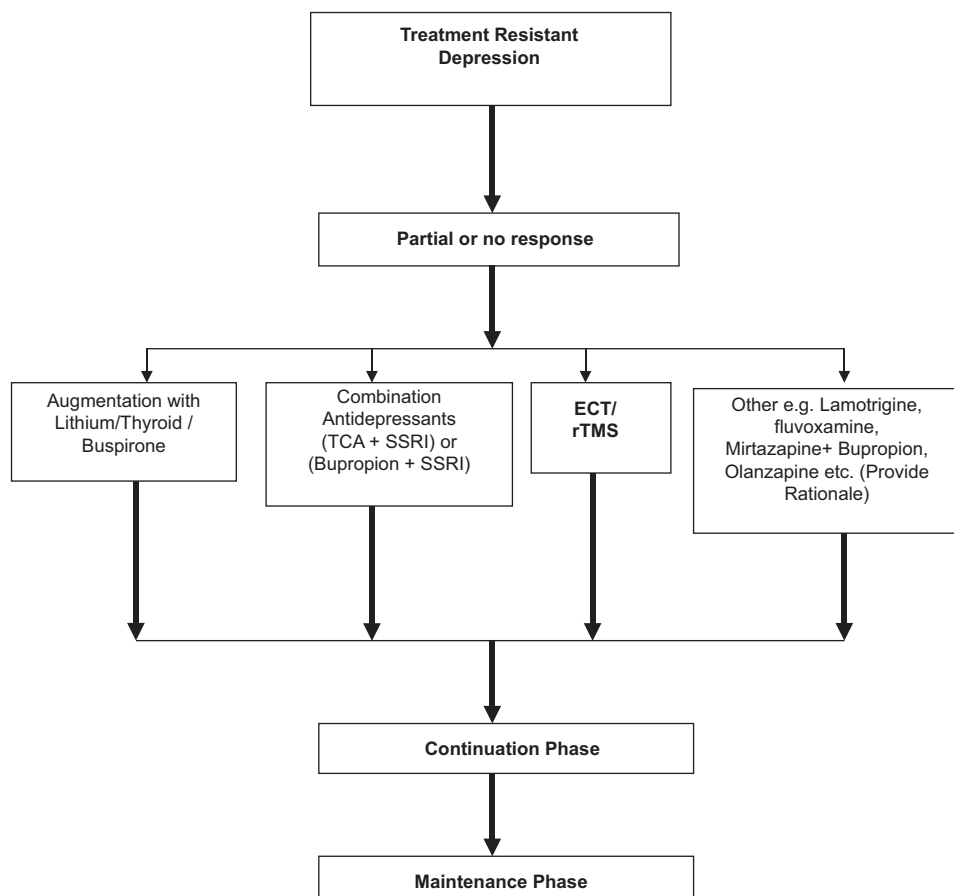 Treatment Resistant
Depression
Partial or no response
Augmentation with
Lithium/Thyroid /
Buspirone
Combination
Antidepressants
(TCA + SSRI) or
(Bupropion + SSRI)
ECT/
rTMS
Other e.g. Lamotrigine,
fluvoxamine,
Mirtazapine+ Bupropion,
Olanzapine etc. (Provide
Rationale)
Continuation Phase
Maintenance Phase